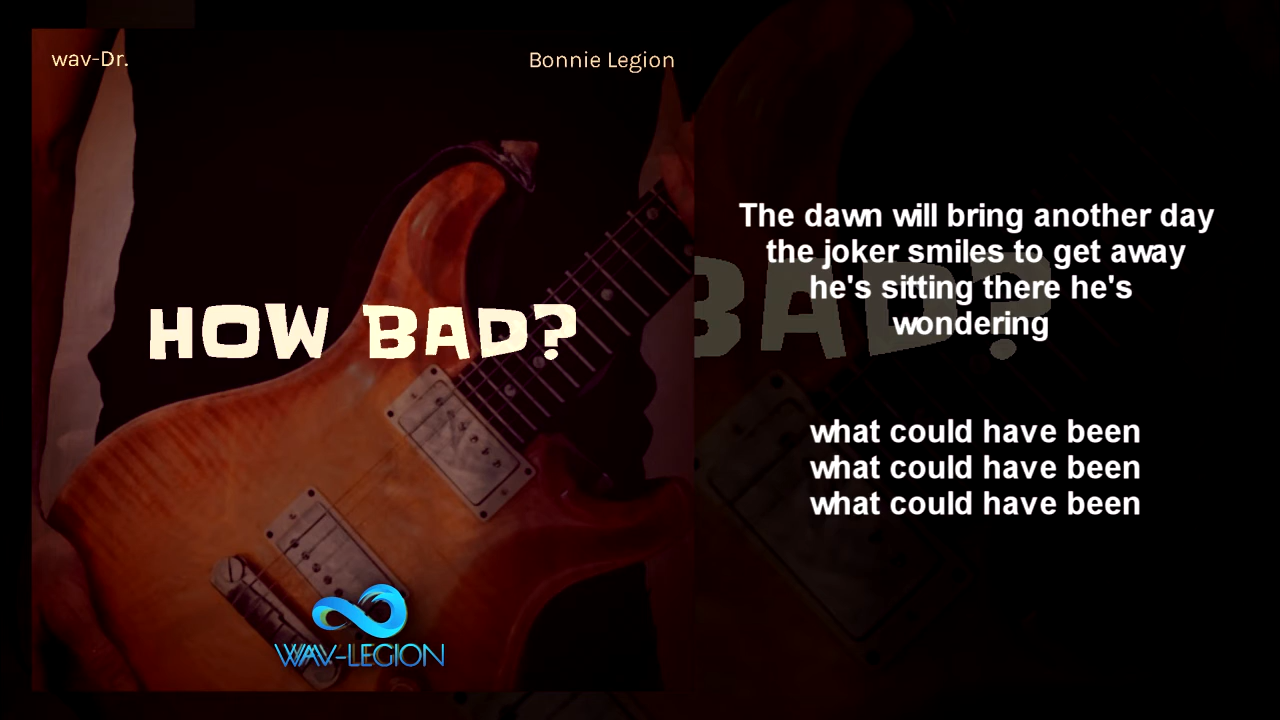 wav-Dr.
Bonnie Legion
HOW BAD?
WAV-LEGION
BAD?
The dawn will bring another day
the joker smiles to get away
he's sitting there he's
wondering
what could have been
what could have been
what could have been